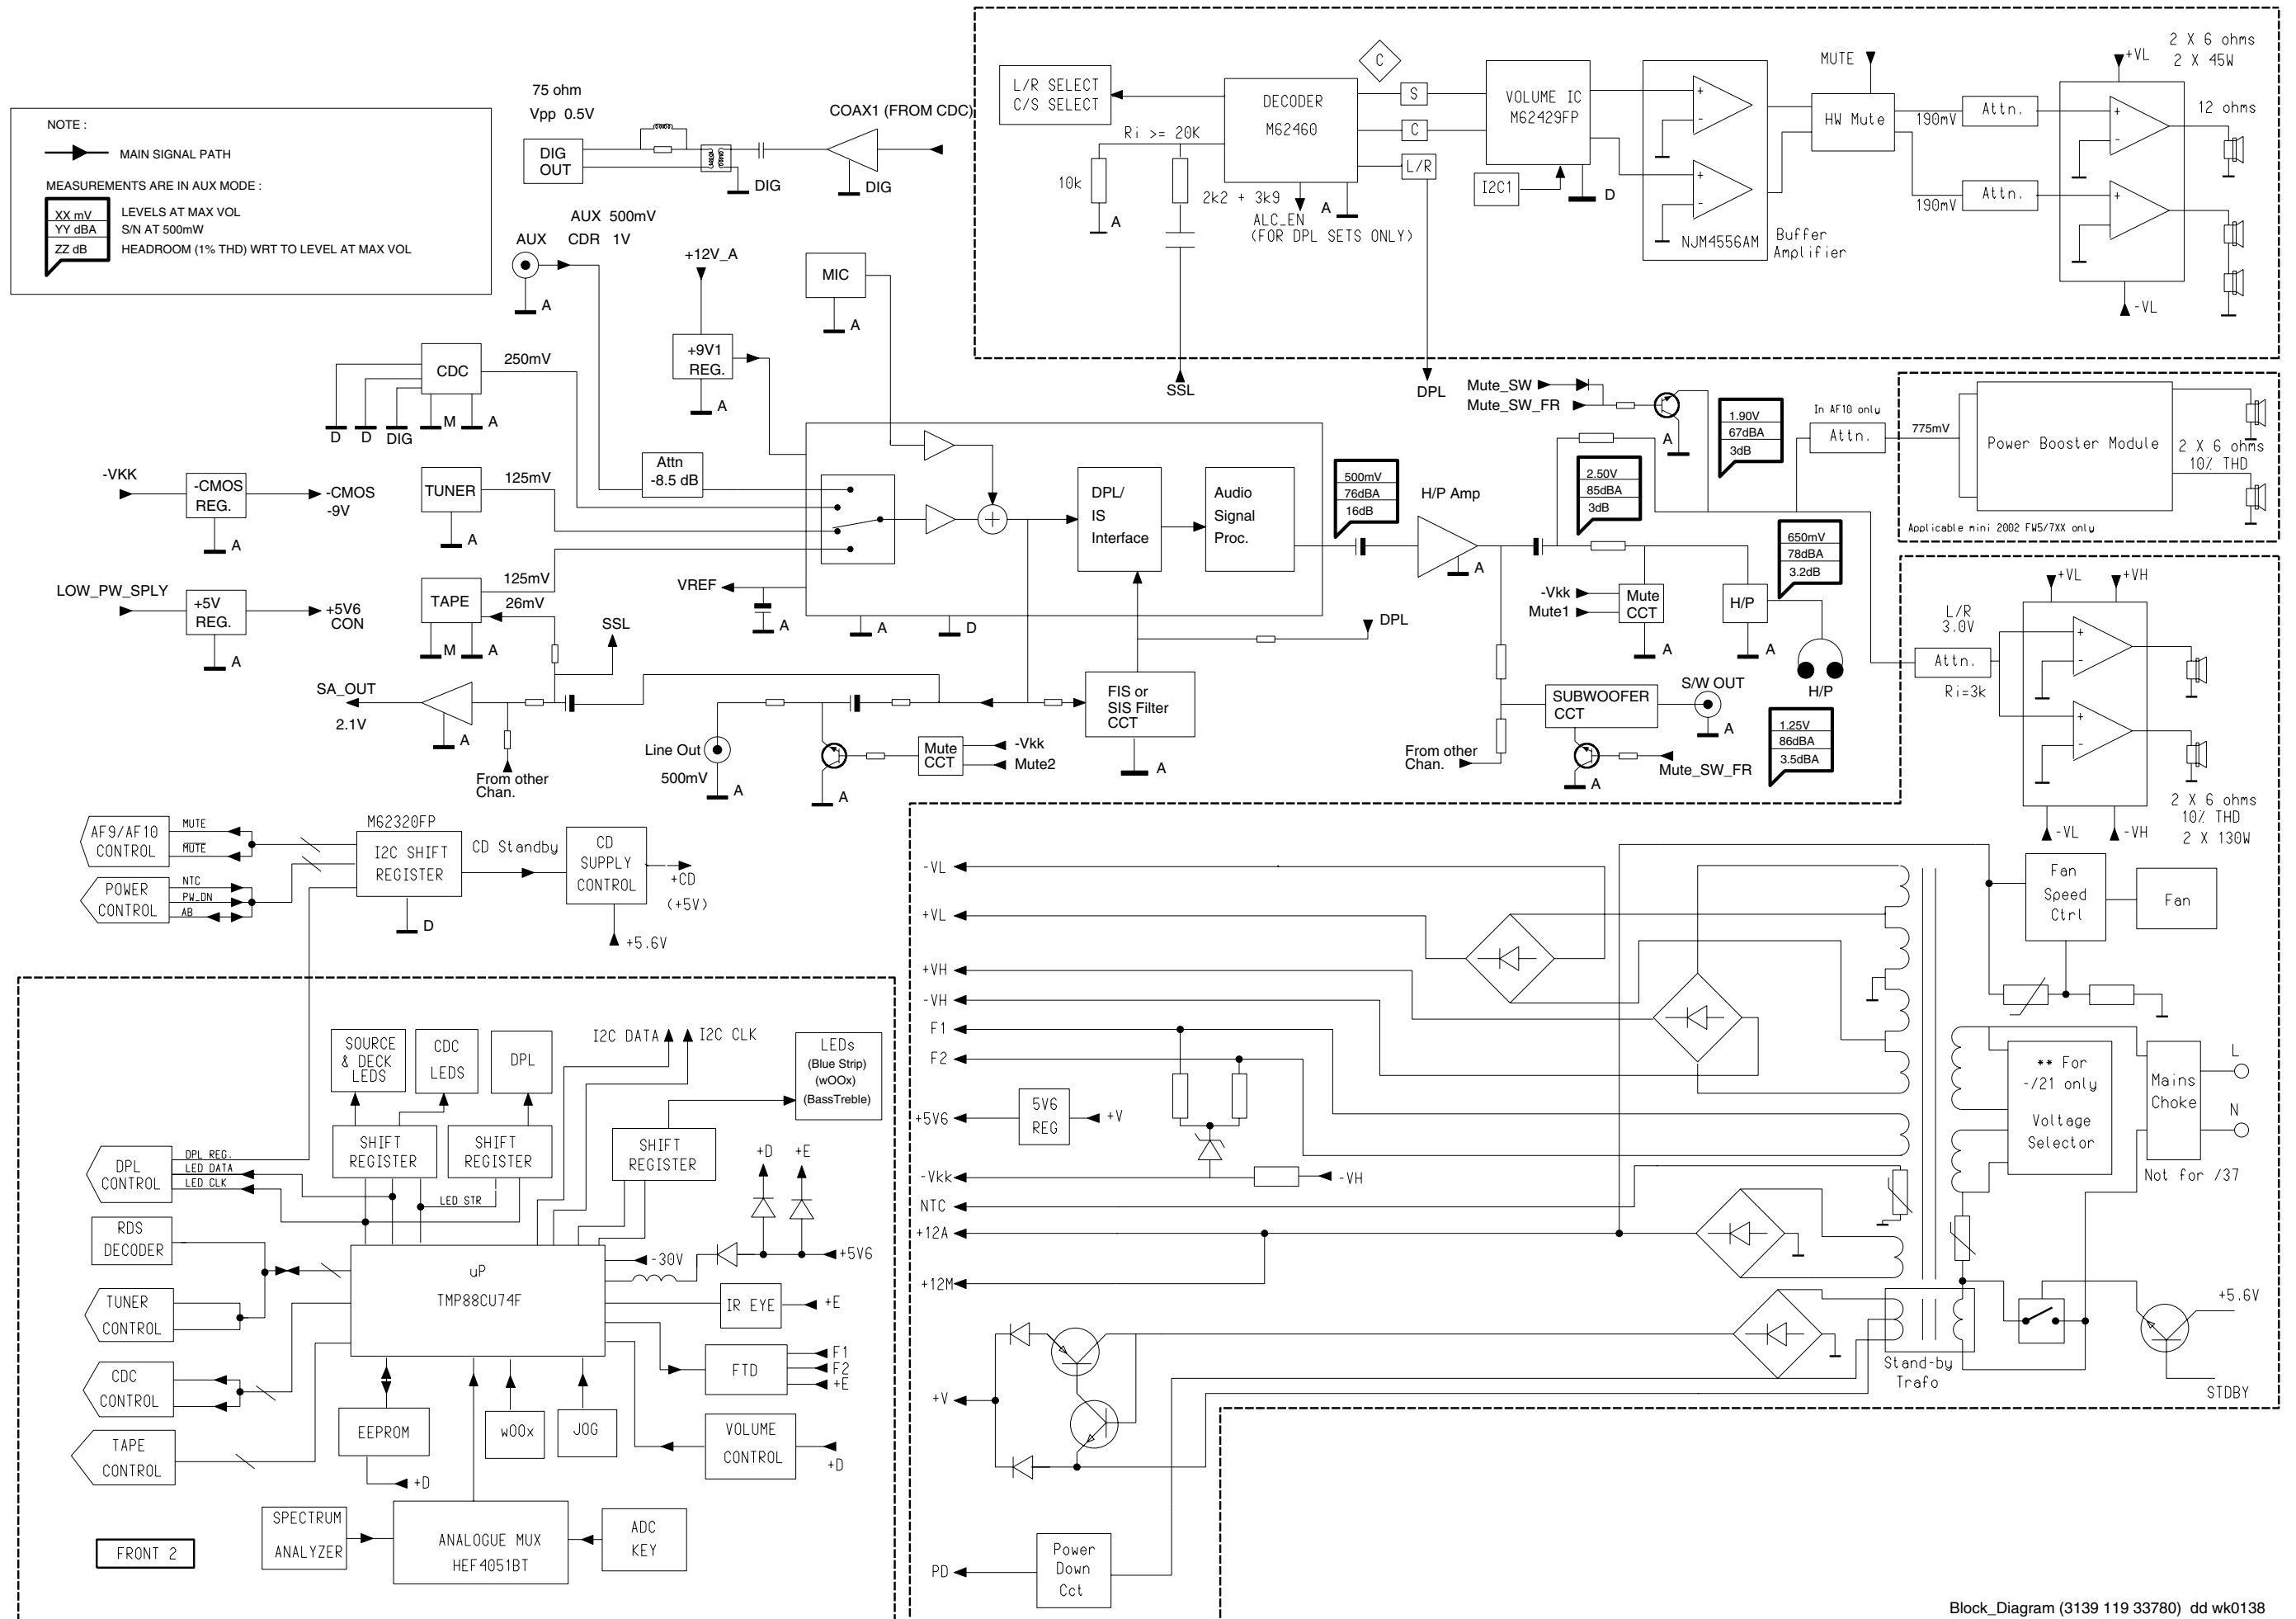 NOTE :
MAIN SIGNAL PATH
MEASUREMENTS ARE IN AUX MODE :
XX mV
YY dBA
ZZ dB
LEVELS AT MAX VOL
S/N AT 500mW
HEADROOM (1% THD) WRT TO LEVEL AT MAX VOL
75 ohm
Vpp 0.5V
DIG
OUT
DIG
DIG
COAX1 (FROM CDC)
AUX 500mV
CDR 1V
AUX
A
+12V_A
+9V1
REG.
A
MIC
A
L/R SELECT
C/S SELECT
Ri >= 20K
10k
A
2k2 + 3k9
DECODER
M62460
ALC_EN
(FOR DPL SETS ONLY)
A
C
S
C
L/R
VOLUME IC
M62429FP
I2C1
D
NJM4556AM
Buffer
Amplifier
MUTE
HW Mute
190mV
Attn.
190mV
Attn.
+VL
2 X 6 ohms
2 X 45W
12 ohms
-VL
SSL
DPL
CDC
250mV
D
D
DIG
M
A
-VKK
-CMOS
REG.
-CMOS
-9V
A
TUNER
125mV
A
LOW_PW_SPLY
+5V
REG.
+5V6
CON
A
TAPE
125mV
26mV
M
A
SSL
SA_OUT
2.1V
A
From other
Chan.
Attn
-8.5 dB
VREF
A
A
D
DPL/
IS
Interface
Audio
Signal
Proc.
500mV
76dBA
16dB
H/P Amp
A
DPL
FIS or
SIS Filter
CCT
A
Line Out
500mV
A
A
Mute
CCT
-Vkk
Mute2
Mute_SW
Mute_SW_FR
A
2.50V
85dBA
3dB
1.90V
67dBA
3dB
650mV
78dBA
3.2dB
-Vkk
Mute1
Mute
CCT
A
H/P
A
H/P
SUBWOOFER
CCT
S/W OUT
A
A
Mute_SW_FR
From other
Chan.
1.25V
86dBA
3.5dBA
In AF10 only
Attn.
775mV
Power Booster Module
2 X 6 ohms
10% THD
Applicable mini 2002 FW5/7XX only
+VL
+VH
L/R
3.0V
Attn.
Ri=3k
-VL
-VH
2 X 6 ohms
10% THD
2 X 130W
AF9/AF10
CONTROL
MUTE
MUTE
POWER
CONTROL
NTC
PW_DN
AB
M62320FP
I2C SHIFT
REGISTER
D
CD Standby
CD
SUPPLY
CONTROL
+CD
(+5V)
+5.6V
SOURCE
& DECK
LEDS
CDC
LEDS
DPL
I2C DATA
I2C CLK
LEDs
(Blue Strip)
(wOOx)
(BassTreble)
SHIFT
REGISTER
SHIFT
REGISTER
SHIFT
REGISTER
DPL
CONTROL
DPL REG.
LED DATA
LED CLK
LED STR
+D
+E
RDS
DECODER
TUNER
CONTROL
CDC
CONTROL
TAPE
CONTROL
uP
TMP88CU74F
-30V
+5V6
IR EYE
+E
FTD
F1
F2
+E
VOLUME
CONTROL
+D
EEPROM
+D
wOOx
JOG
SPECTRUM
ANALYZER
ANALOGUE MUX
HEF4051BT
ADC
KEY
FRONT 2
-VL
+VL
+VH
-VH
F1
F2
+5V6
5V6
REG
+V
-Vkk
-VH
NTC
+12A
+12M
+V
PD
Power
Down
Cct
Fan
Speed
Ctrl
Fan
** For
-/21 only
Voltage
Selector
Mains
Choke
L
N
Not for /37
Stand-by
Trafo
+5.6V
STDBY
Block_Diagram (3139 119 33780) dd wk0138